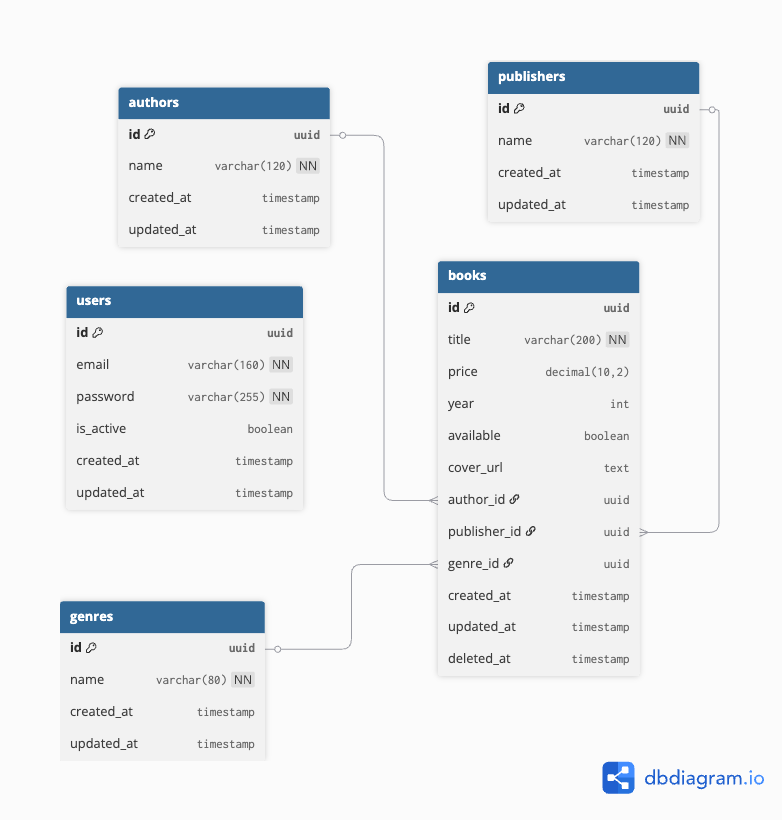 authors
id uuid
name varchar(120) NN
created_at timestamp
updated_at timestamp
publishers
id uuid
name varchar(120) NN
created_at timestamp
updated_at timestamp
users
id uuid
email varchar(160) NN
password varchar(255) NN
is_active boolean
created_at timestamp
updated_at timestamp
books
id uuid
title varchar(200) NN
price decimal(10,2)
year int
available boolean
cover_url text
author_id uuid
publisher_id uuid
genre_id uuid
created_at timestamp
updated_at timestamp
deleted_at timestamp
genres
id uuid
name varchar(80) NN
created_at timestamp
updated_at timestamp
dbdiagram.io